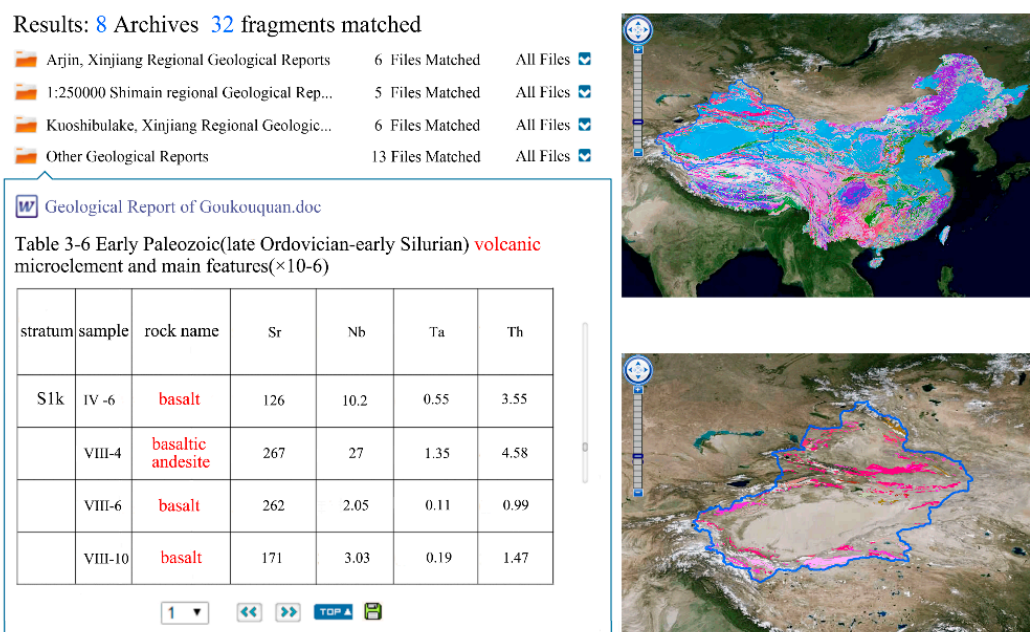 Results: 8 Archives 32 fragments matched
Arjin, Xinjiang Regional Geological Reports 6 Files Matched All Files
1:250000 Shimain regional Geological Rep... 5 Files Matched All Files
Kuoshibulake, Xinjiang Regional Geologic... 6 Files Matched All Files
Other Geological Reports 13 Files Matched All Files
W Geological Report of Goukouquan.doc
Table 3-6 Early Paleozoic(late Ordovician-early Silurian) volcanic
microelement and main features(×10-6)
stratum sample rock name Sr Nb Ta Th
S1k IV -6 basalt 126 10.2 0.55 3.55
VIII-4 basaltic andesite 267 27 1.35 4.58
VIII-6 basalt 262 2.05 0.11 0.99
VIII-10 basalt 171 3.03 0.19 1.47
1 TOP